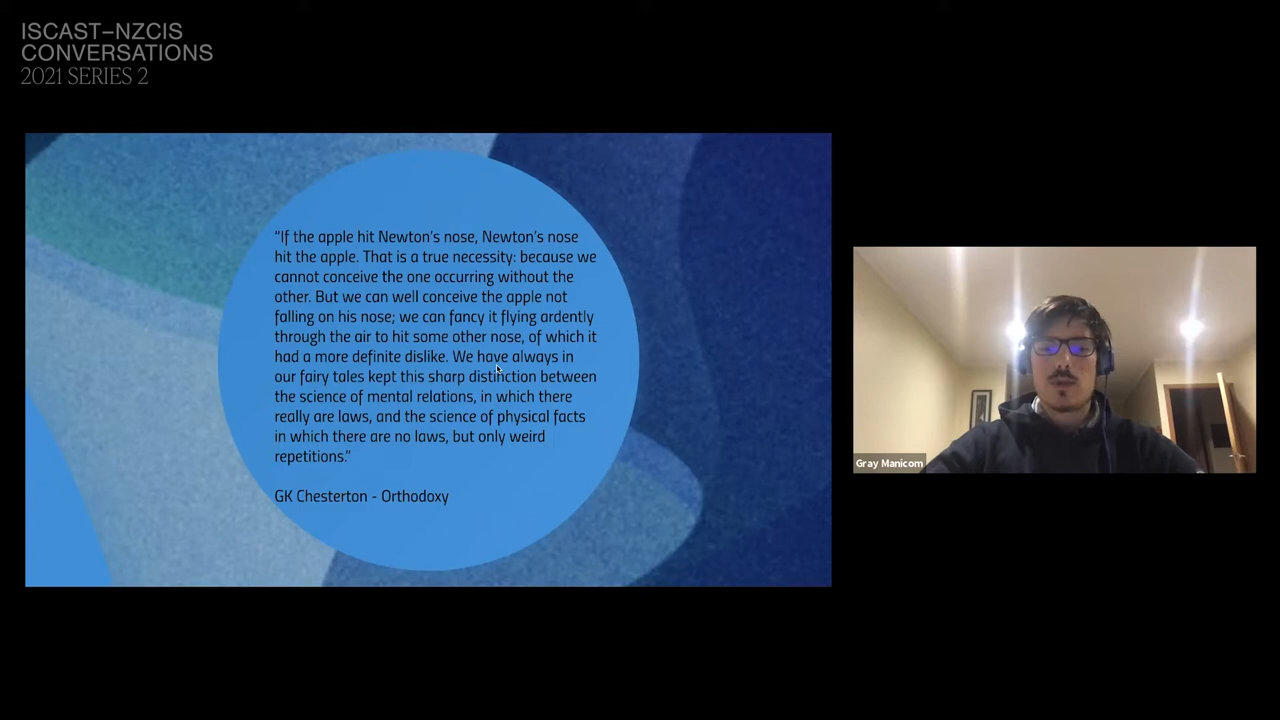 ISCAST–NZCIS
CONVERSATIONS
2021 SERIES 2
“If the apple hit Newton’s nose, Newton’s nose
hit the apple. That is a true necessity: because we
cannot conceive the one occurring without the
other. But we can well conceive the apple not
falling on his nose; we can fancy it flying ardently
through the air to hit some other nose, of which it
had a more definite dislike. We have always in
our fairy tales kept this sharp distinction between
the science of mental relations, in which there
really are laws, and the science of physical facts
in which there are no laws, but only weird
repetitions.”
GK Chesterton - Orthodoxy
Gray Manicom